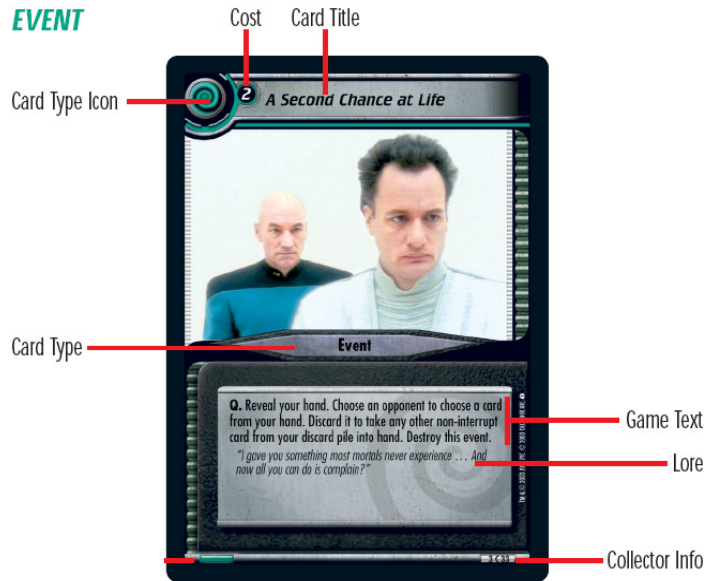 EVENT
Cost
Card Title
Card Type Icon
2
A Second Chance at Life
Card Type
Event
Q. Reveal your hand. Choose an opponent to choose a card
from your hand. Discard it to take any other non-interrupt
card from your discard pile into hand. Destroy this event.
"I gave you something most mortals never experience ... And
now all you can do is complain?"
Game Text
Lore
3 C 33
Collector Info